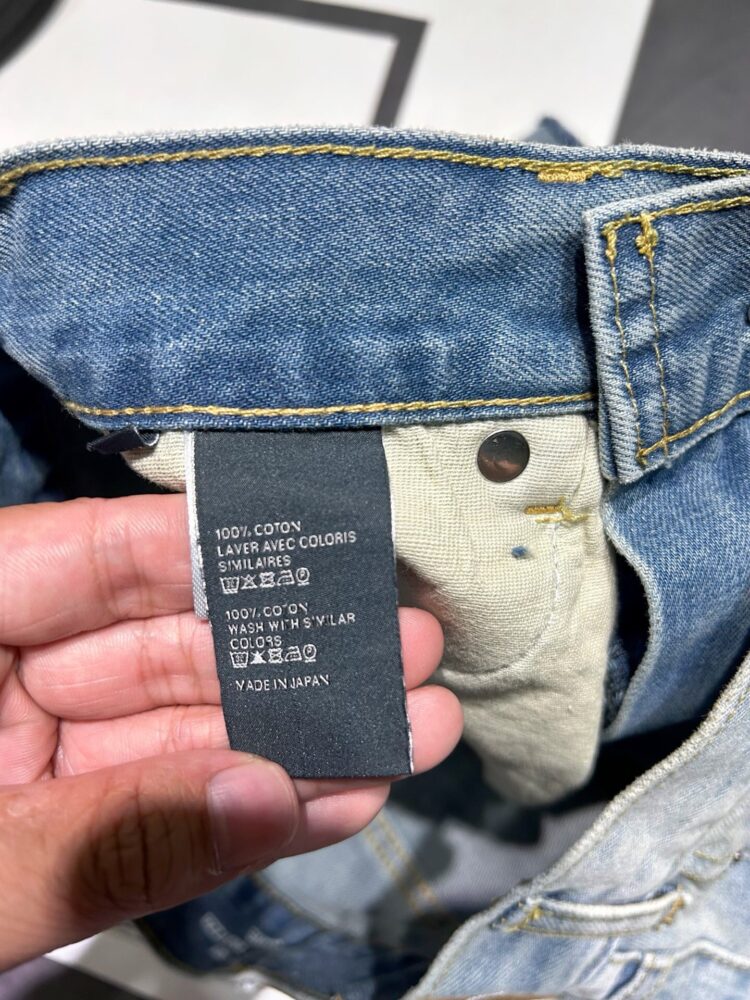 100% COTON
LAVER AVEC COLORIS
SIMILAIRES
100% COTON
WASH WITH SIMILAR
COLORS
MADE IN JAPAN